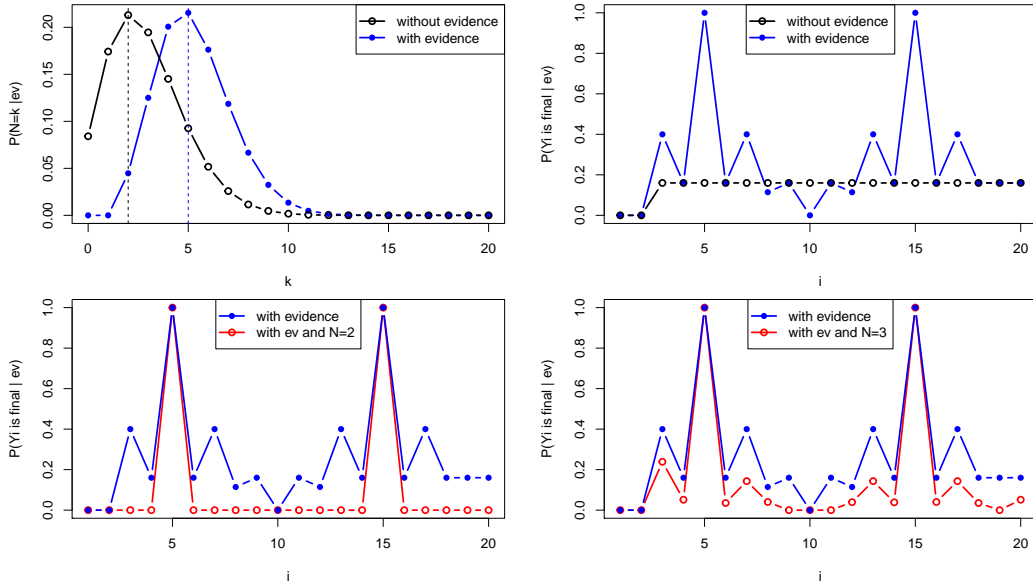 P(N=k |ev)
0.00 0.05 0.10 0.15 0.20
without evidence
with evidence
0 5 10 15 20
k
P(Yi is final | ev)
0.0 0.2 0.4 0.6 0.8 1.0
without evidence
with evidence
5 10 15 20
i
P(Yi is final | ev)
0.0 0.2 0.4 0.6 0.8 1.0
with evidence
with ev and N=2
5 10 15 20
i
P(Yi is final | ev)
0.0 0.2 0.4 0.6 0.8 1.0
with evidence
with ev and N=3
5 10 15 20
i